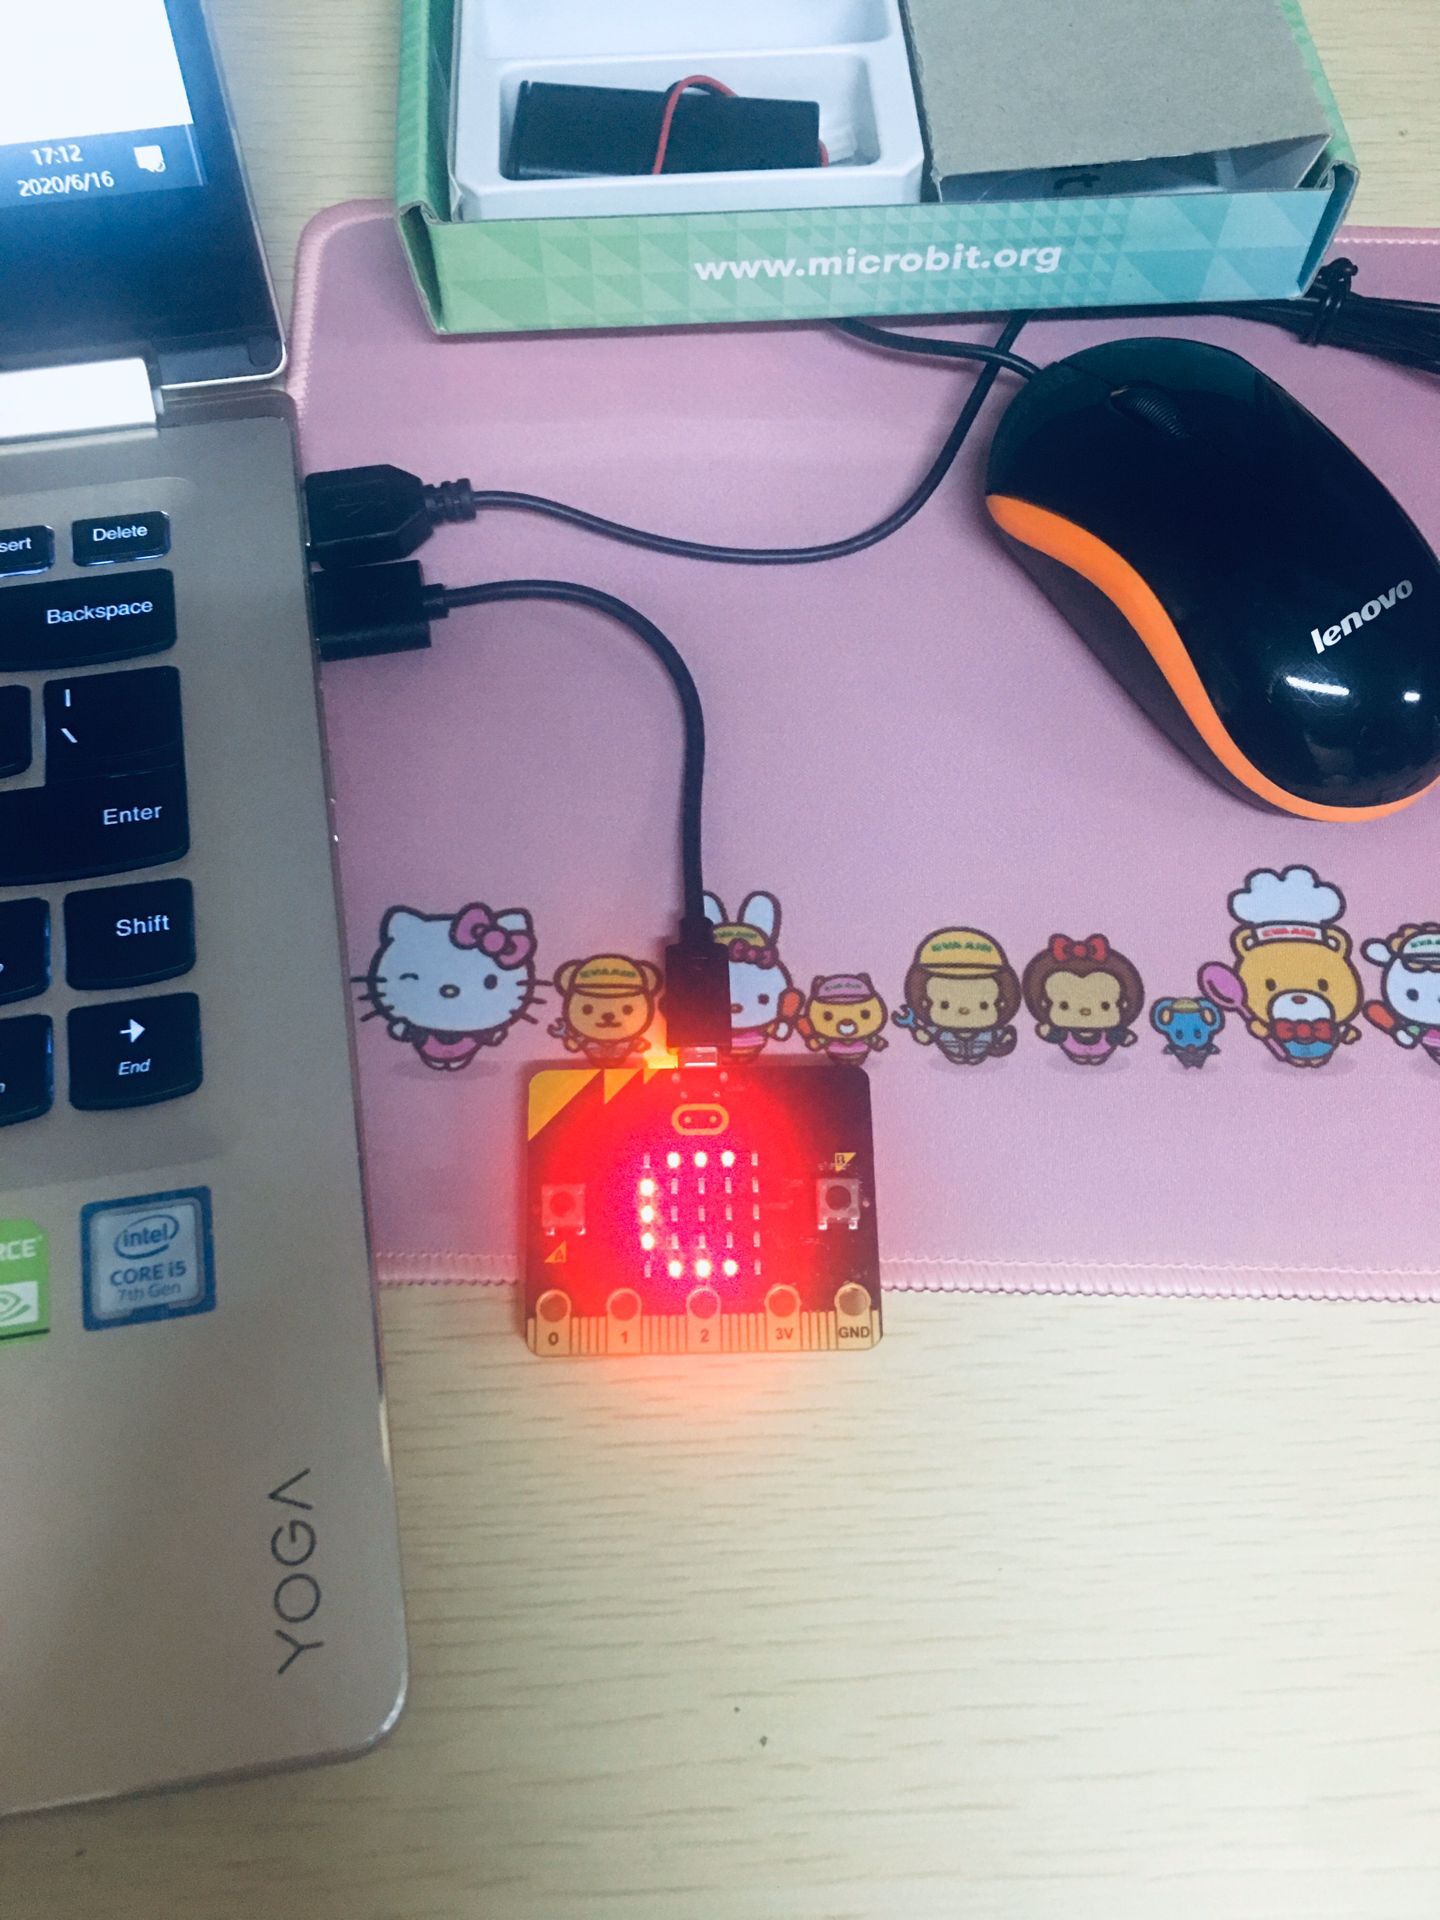 17:12
2020/6/16
www.microbit.org
Delete
Backspace
|
\
Enter
Shift
End
lenovo
intel
CORE i5
7th Gen
YOGA
C
A
B
0
1
2
3V
GND